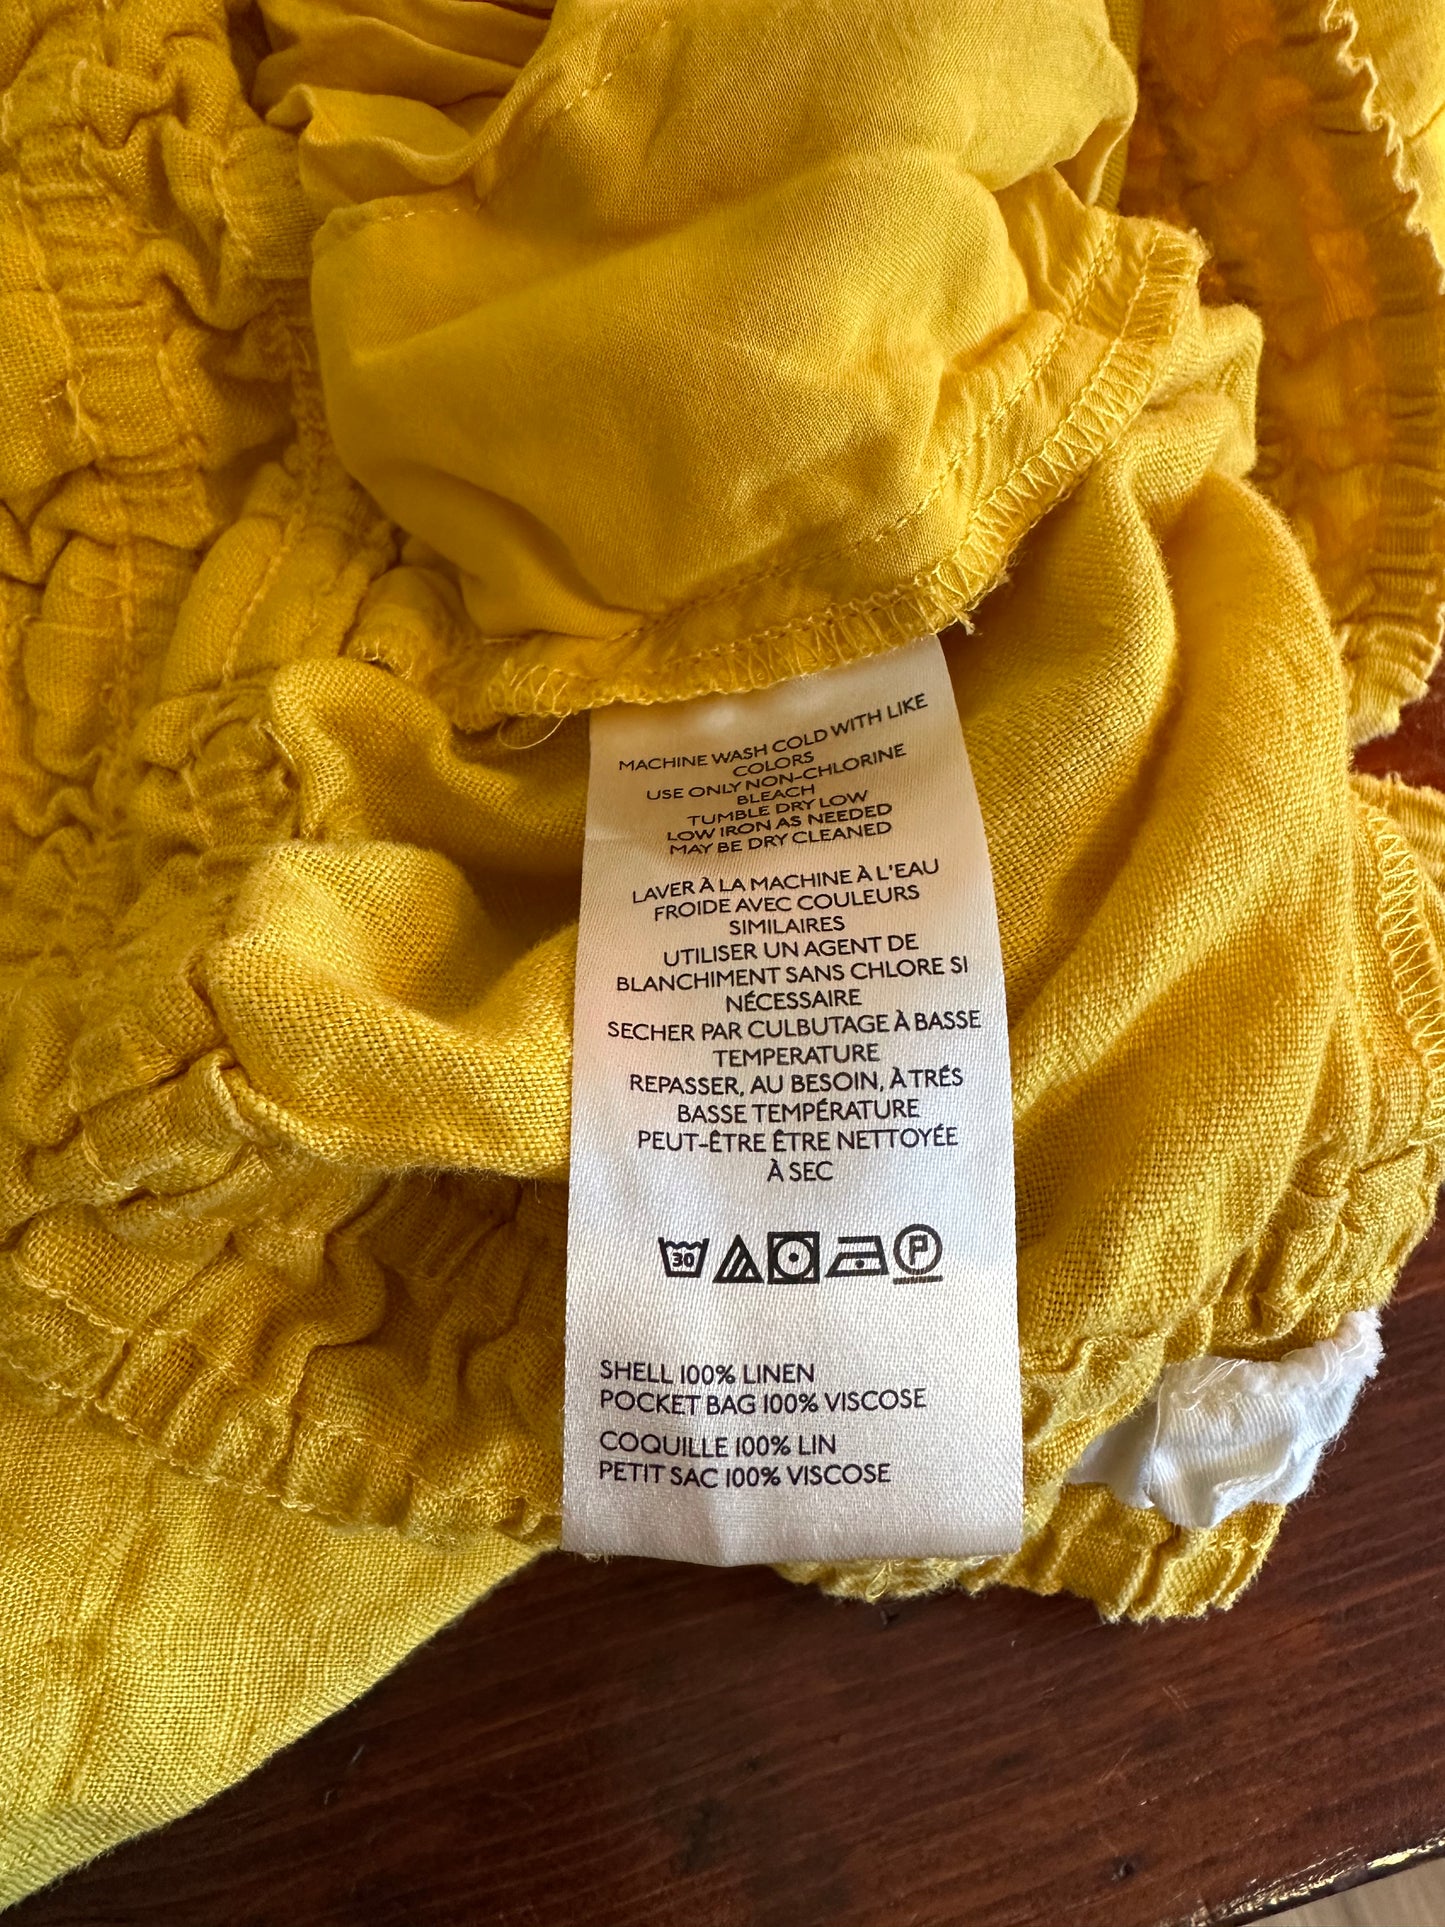 MACHINE WASH COLD WITH LIKE
COLORS
USE ONLY NON-CHLORINE
BLEACH
TUMBLE DRY LOW
LOW IRON AS NEEDED
MAY BE DRY CLEANED
LAVER À LA MACHINE À L'EAU
FROIDE AVEC COULEURS
SIMILAIRES
UTILISER UN AGENT DE
BLANCHIMENT SANS CHLORE SI
NÉCESSAIRE
SECHER PAR CULBUTAGE À BASSE
TEMPERATURE
REPASSER, AU BESOIN, À TRÉS
BASSE TEMPÉRATURE
PEUT-ÊTRE ÊTRE NETTOYÉE
À SEC
30 P
SHELL 100% LINEN
POCKET BAG 100% VISCOSE
COQUILLE 100% LIN
PETIT SAC 100% VISCOSE